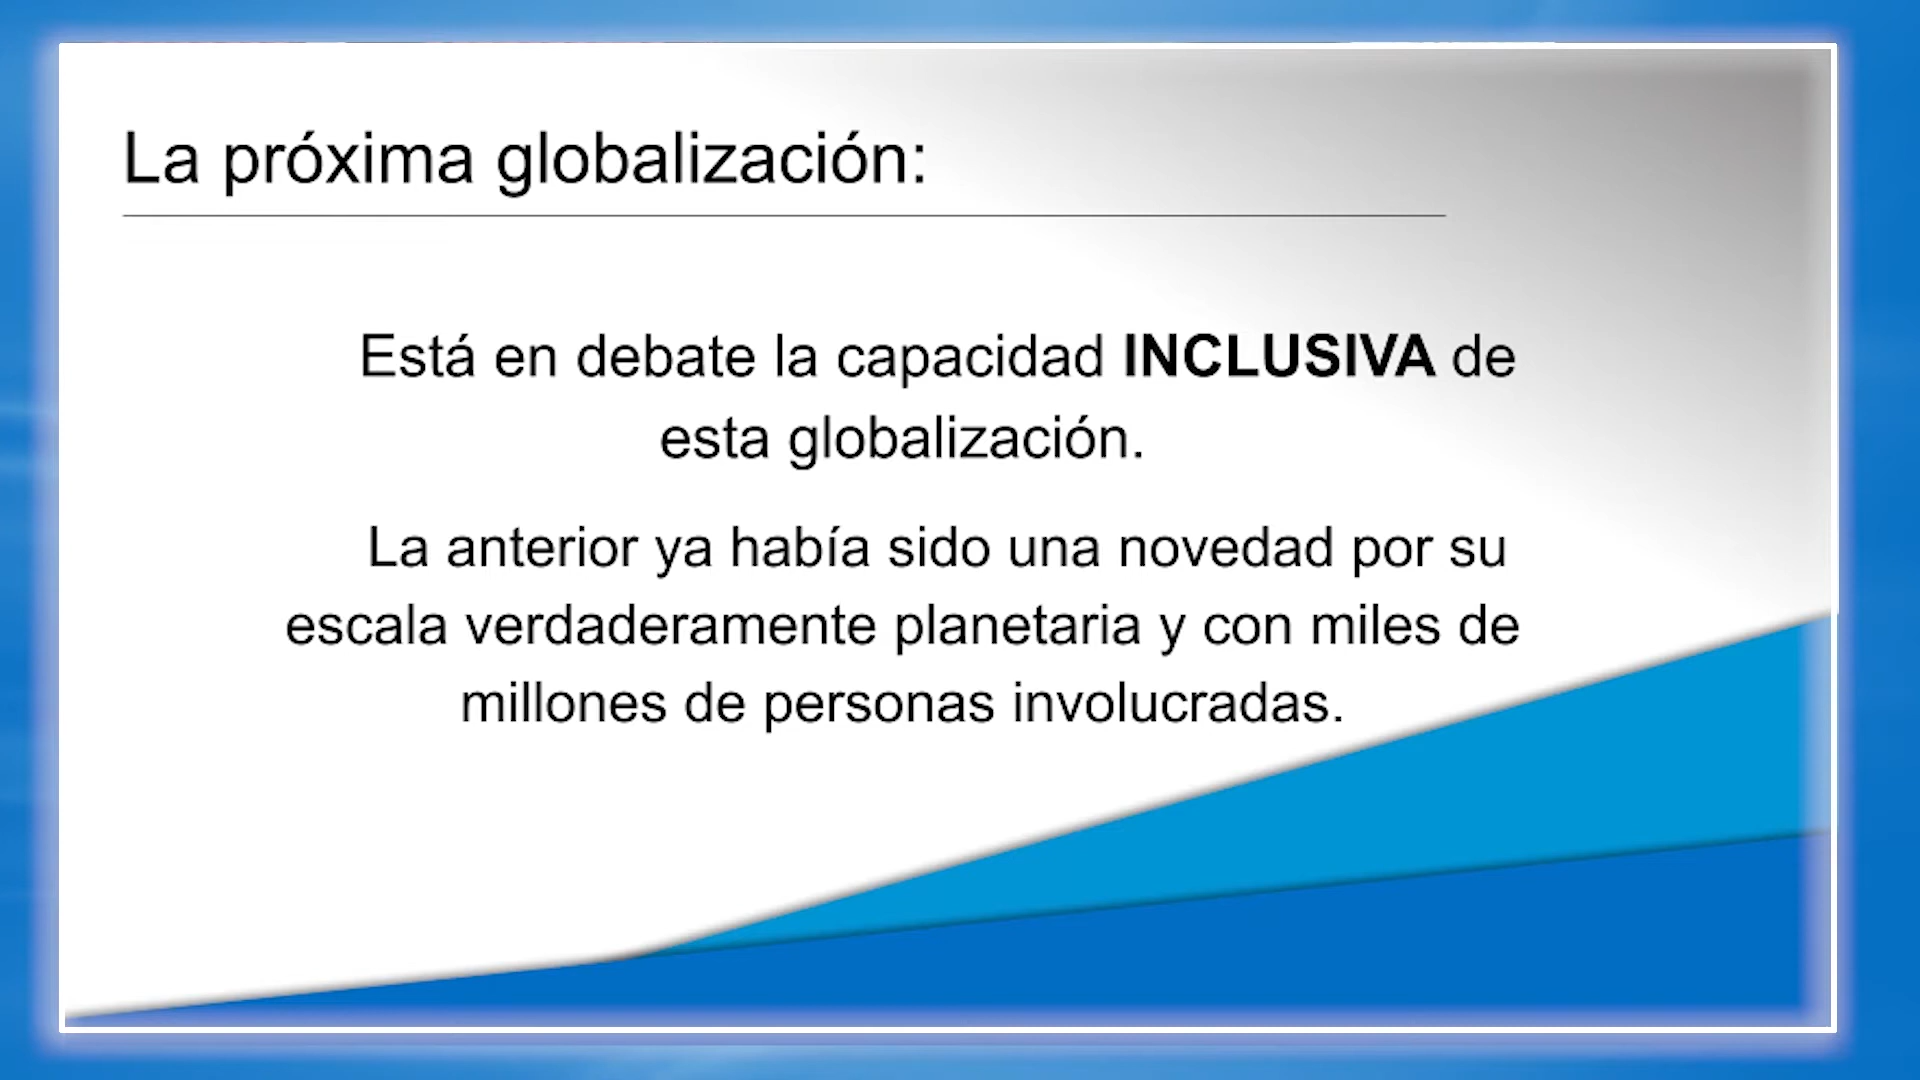 La próxima globalización:
Está en debate la capacidad INCLUSIVA de
esta globalización.
La anterior ya había sido una novedad por su
escala verdaderamente planetaria y con miles de
millones de personas involucradas.